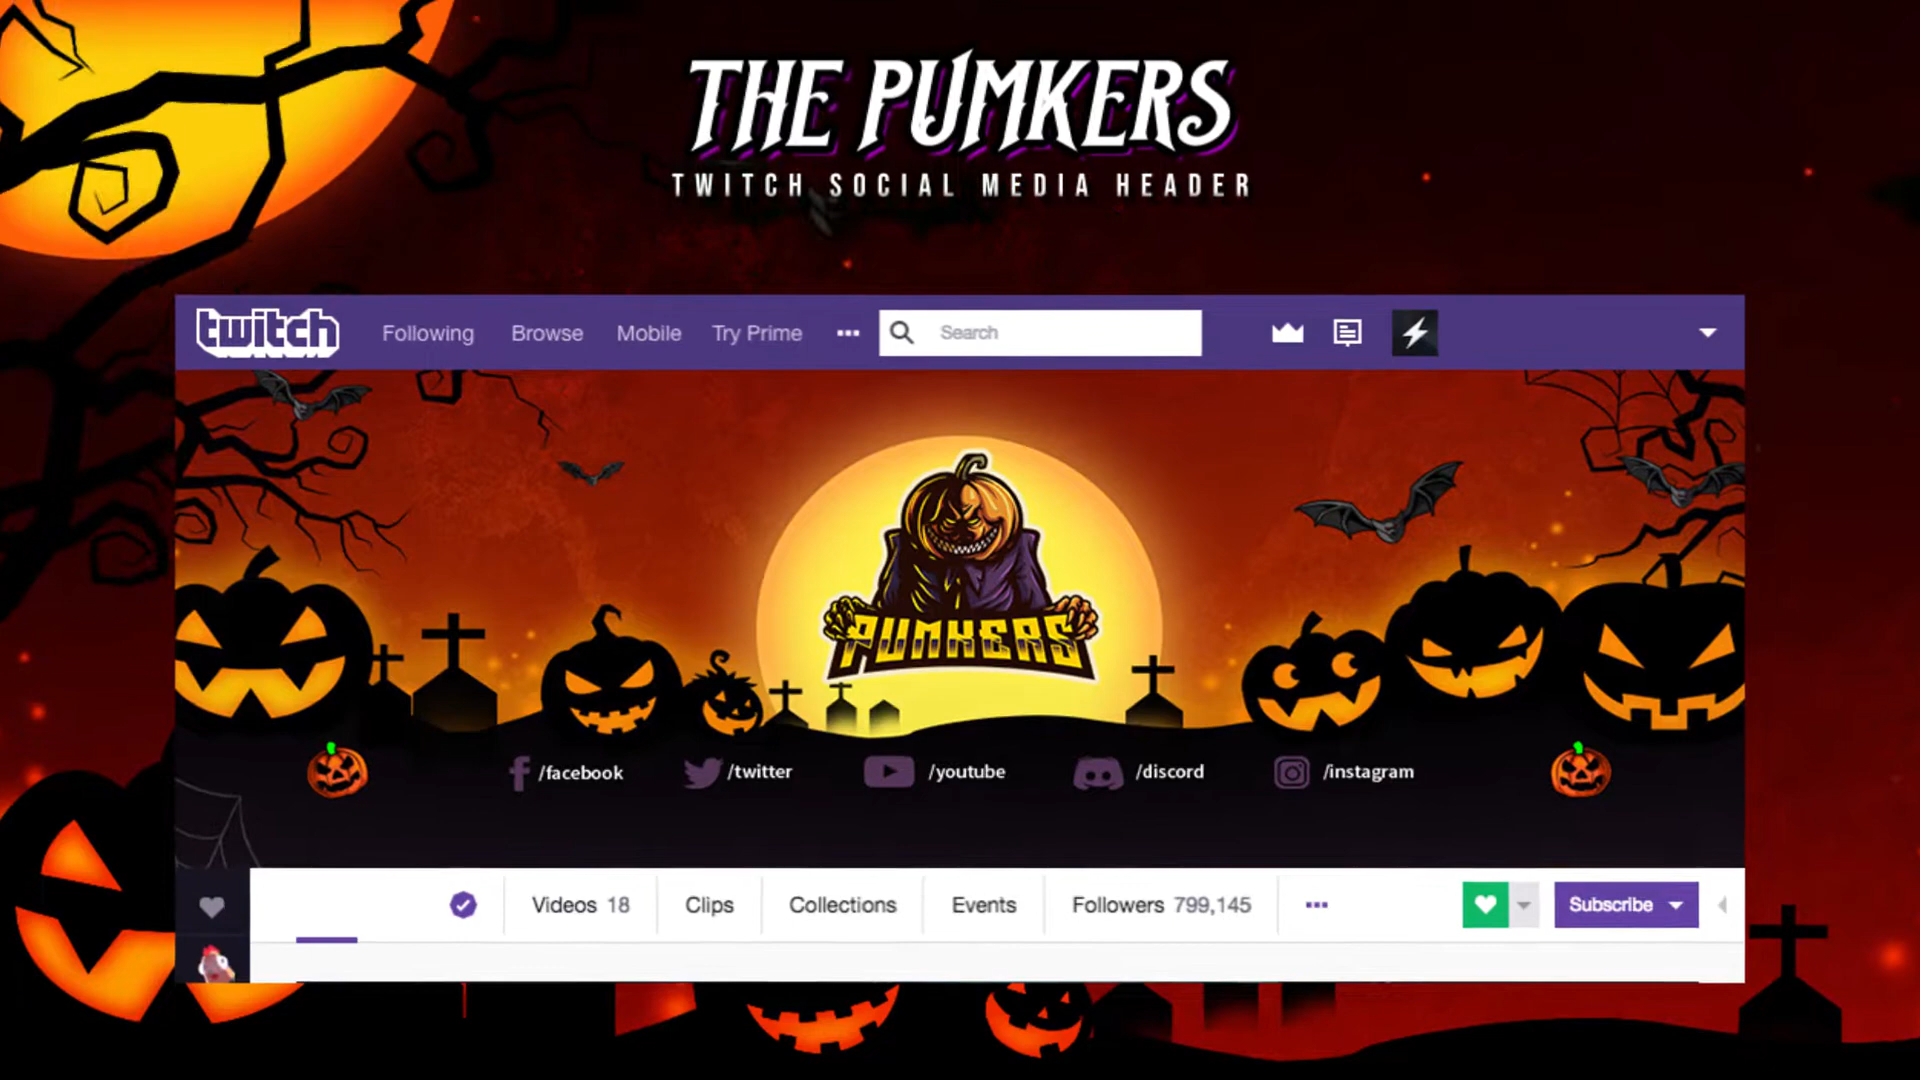 THE PUMKERS
TWITCH SOCIAL MEDIA HEADER
twitch Following Browse Mobile Try Prime Search
PUMKERS
/facebook /twitter /youtube /discord /instagram
Videos 18 Clips Collections Events Followers 799,145 Subscribe